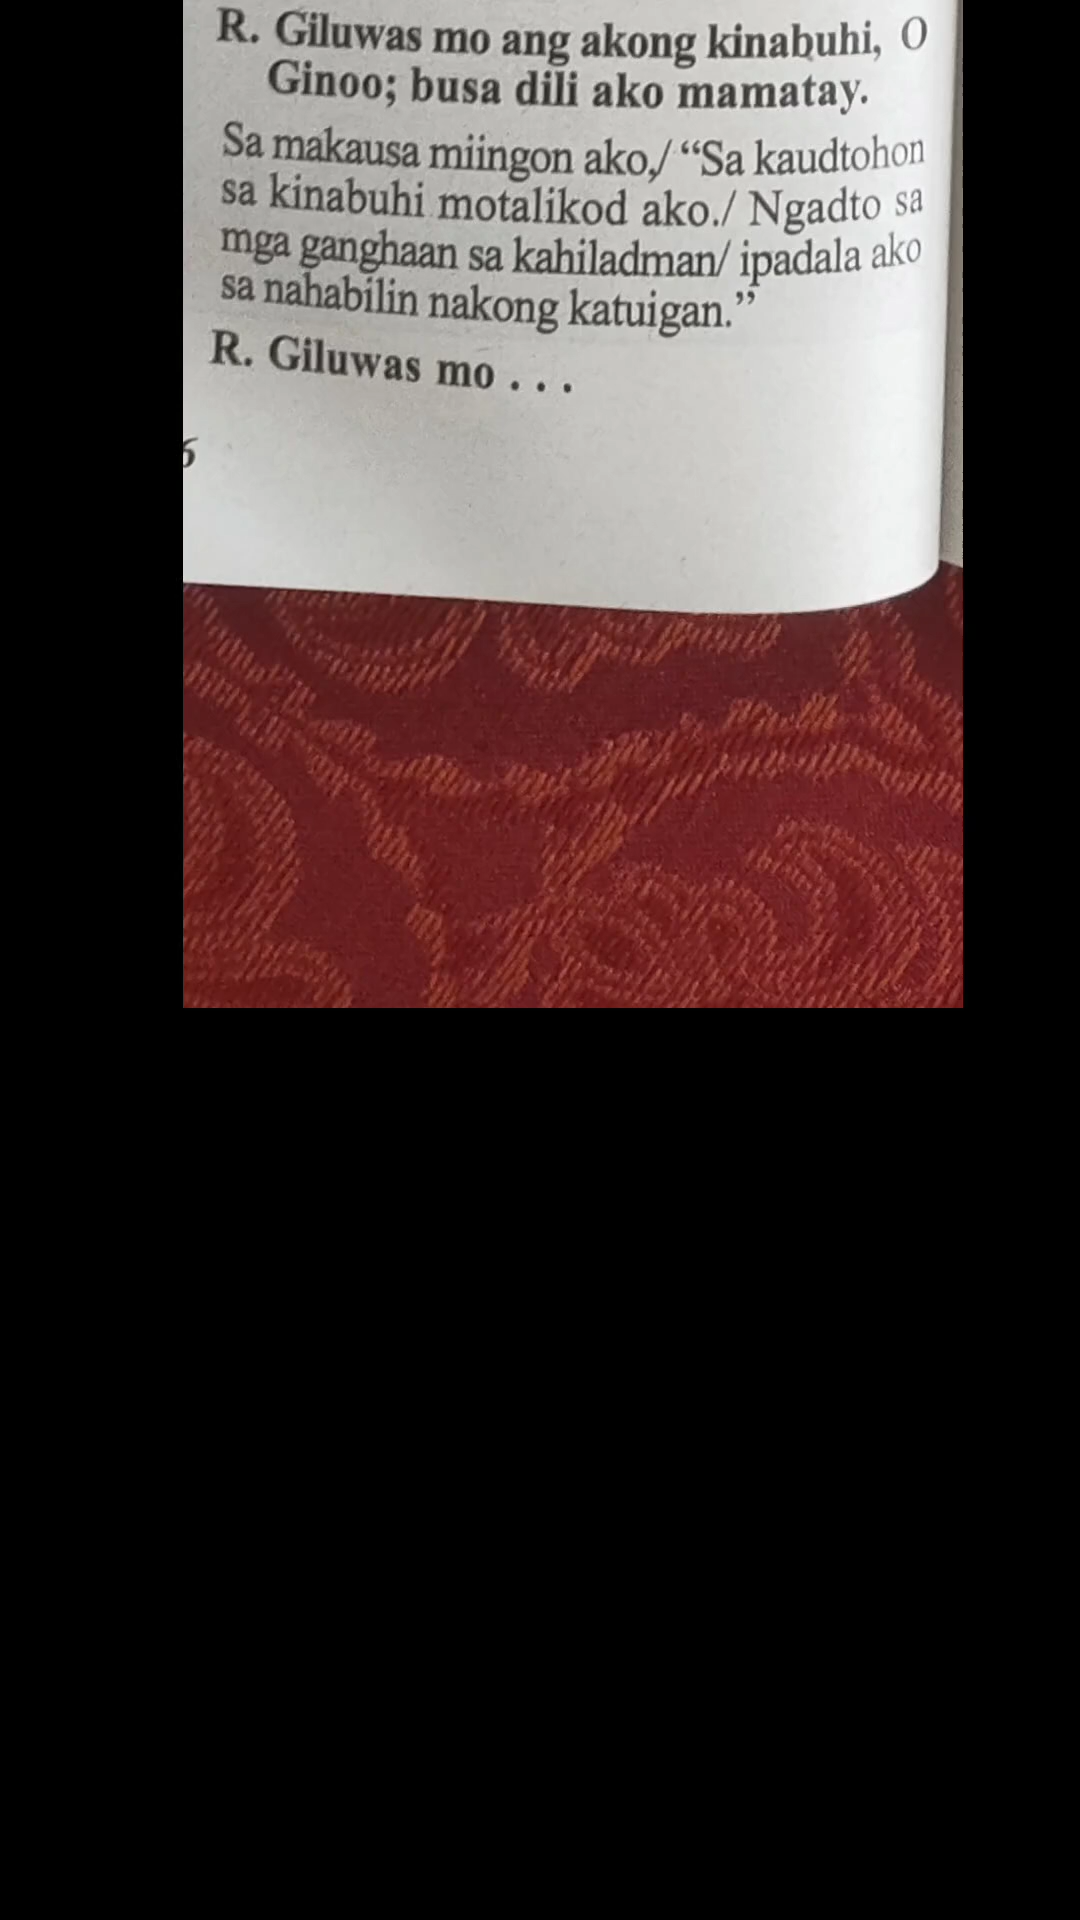 R. Giluwas mo ang akong kinabuhi, O
Ginoo; busa dili ako mamatay.
Sa makausa miingon ako,/ “Sa kaudtohon
sa kinabuhi motalikod ako./ Ngadto sa
mga ganghaan sa kahiladman/ ipadala ako
sa nahabilin nakong katuigan.”
R. Giluwas mo . . .
6